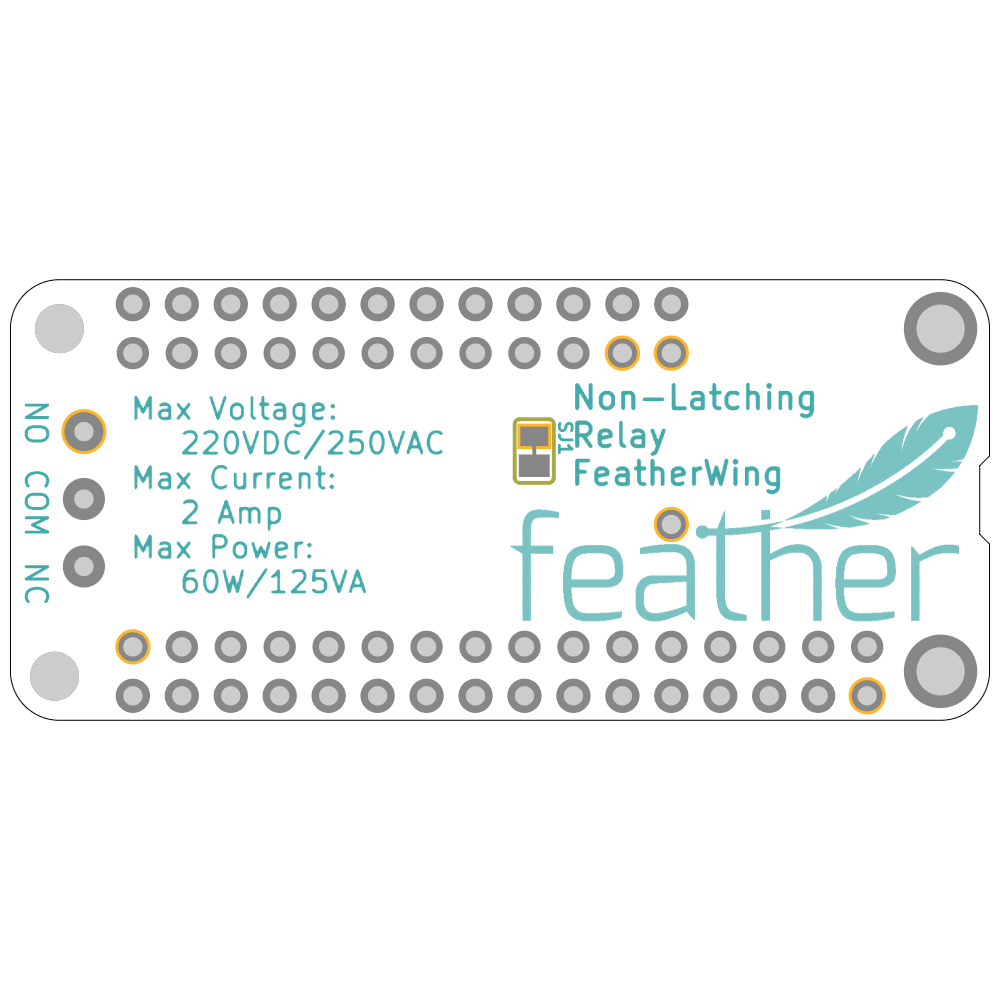 NO
COM
NC
Max Voltage:
220VDC/250VAC
Max Current:
2 Amp
Max Power:
60W/125VA
SJ1
Non-Latching
Relay
FeatherWing
feather